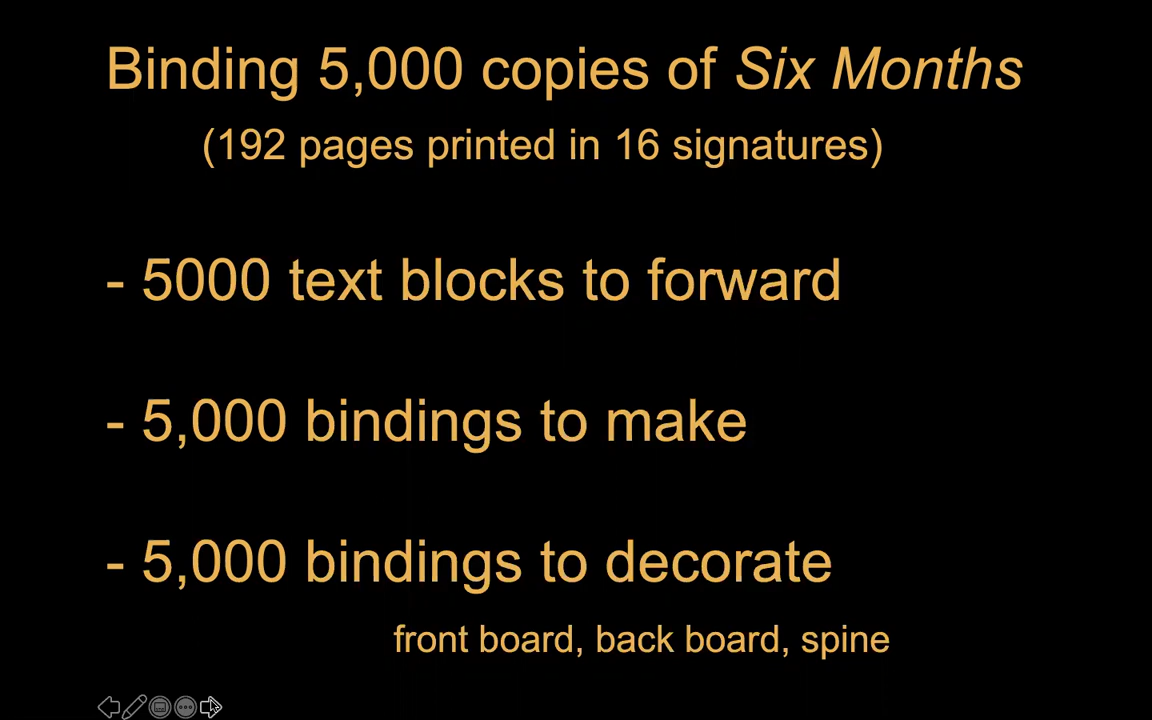 Binding 5,000 copies of Six Months
(192 pages printed in 16 signatures)
- 5000 text blocks to forward
- 5,000 bindings to make
- 5,000 bindings to decorate
front board, back board, spine